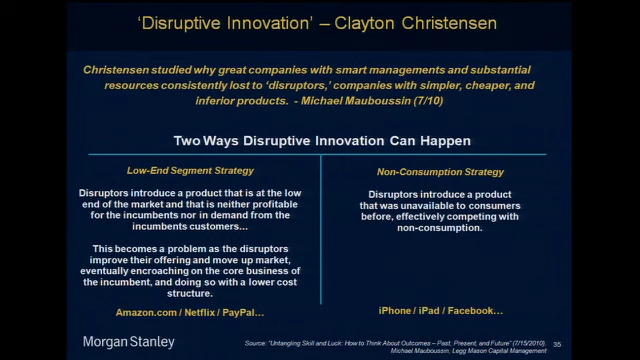 ‘Disruptive Innovation’ – Clayton Christensen
Christensen studied why great companies with smart managements and substantial
resources consistently lost to ‘disruptors,’ companies with simpler, cheaper, and
inferior products. - Michael Mauboussin (7/10)
Two Ways Disruptive Innovation Can Happen
Low-End Segment Strategy
Disruptors introduce a product that is at the low
end of the market and that is neither profitable
for the incumbents nor in demand from the
incumbents customers...
This becomes a problem as the disruptors
improve their offering and move up market,
eventually encroaching on the core business of
the incumbent, and doing so with a lower cost
structure.
Amazon.com / Netflix / PayPal...
Non-Consumption Strategy
Disruptors introduce a product
that was unavailable to consumers
before, effectively competing with
non-consumption.
iPhone / iPad / Facebook...
Morgan Stanley
Source: “Untangling Skill and Luck: How to Think About Outcomes –
Past, Present, and Future” (7/15/2010).
Michael Mauboussin, Legg Mason Capital Management
35